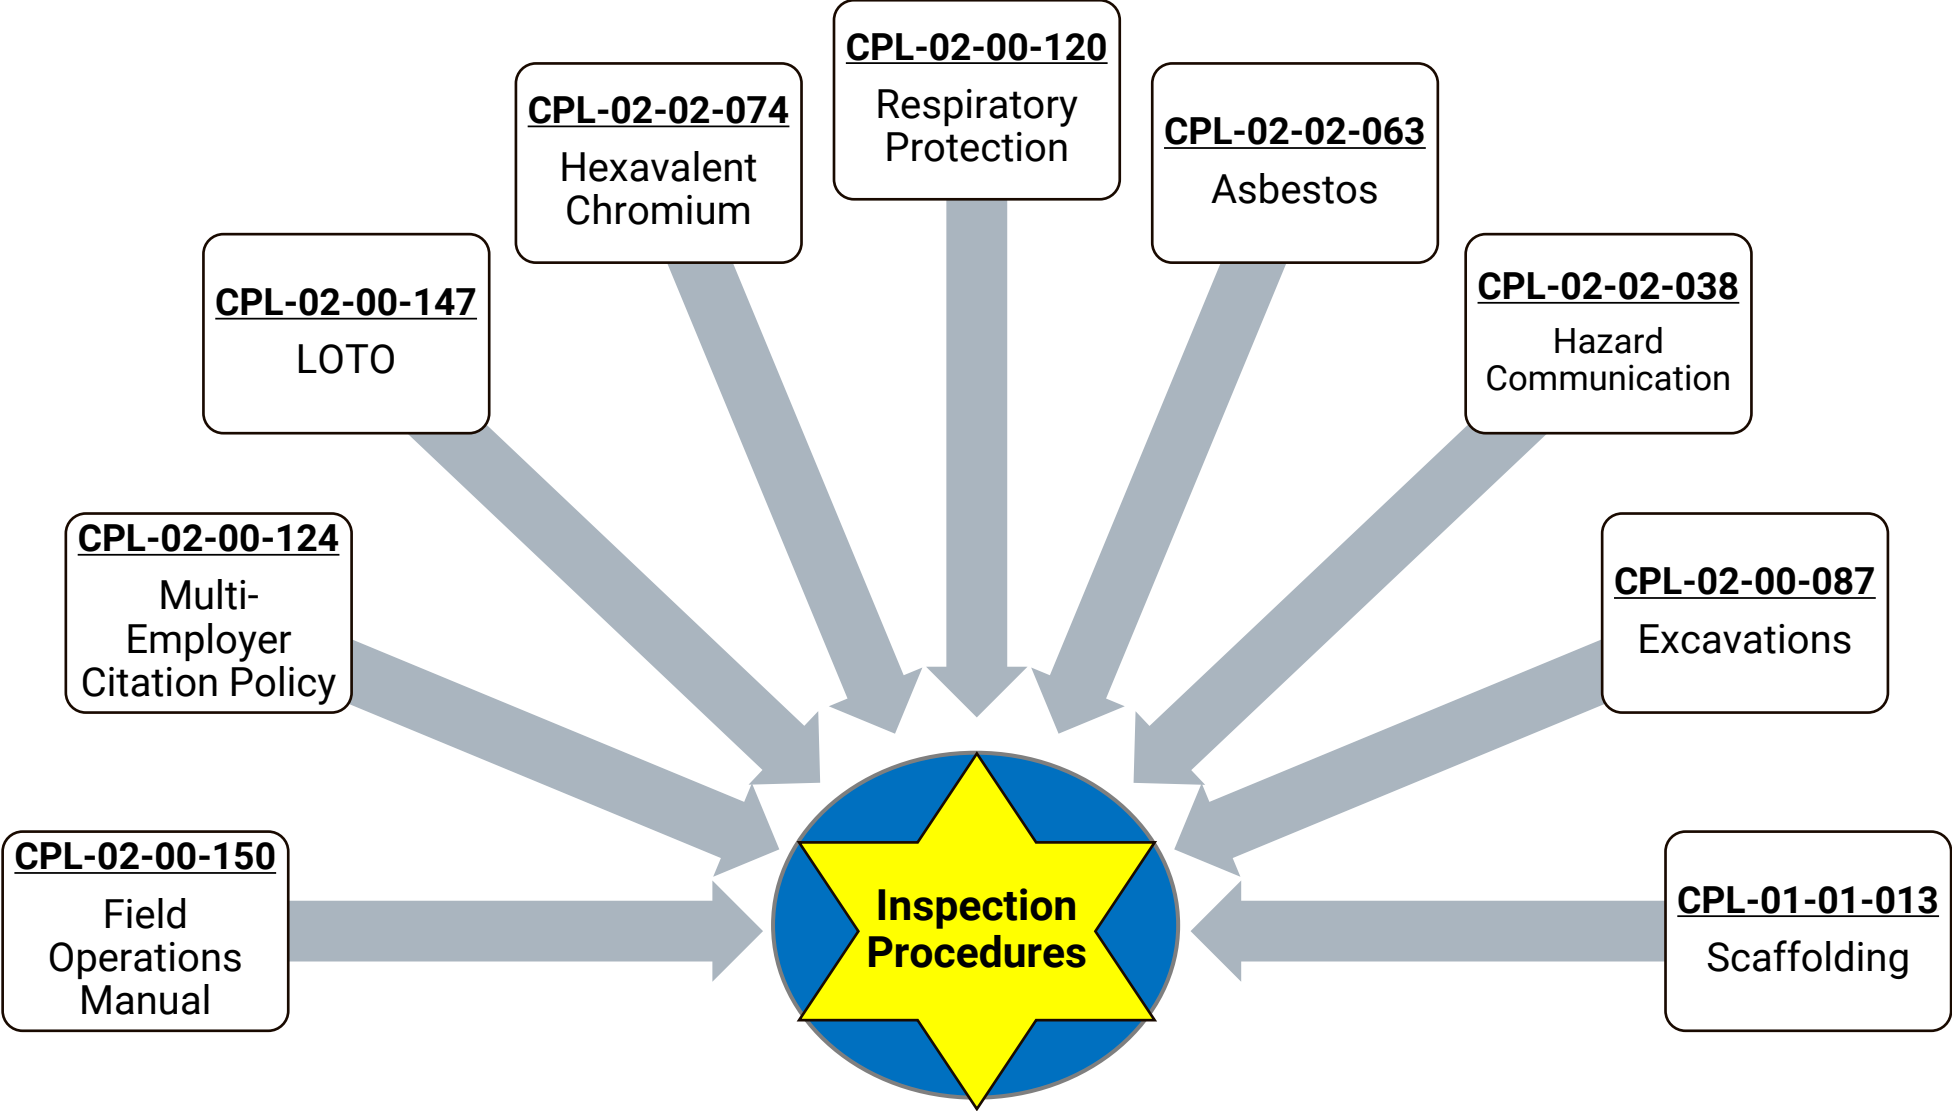 CPL-02-00-120
Respiratory
Protection
CPL-02-02-074
Hexavalent
Chromium
CPL-02-02-063
Asbestos
CPL-02-00-147
LOTO
CPL-02-02-038
Hazard
Communication
CPL-02-00-124
Multi-
Employer
Citation Policy
CPL-02-00-087
Excavations
CPL-02-00-150
Field
Operations
Manual
Inspection
Procedures
CPL-01-01-013
Scaffolding